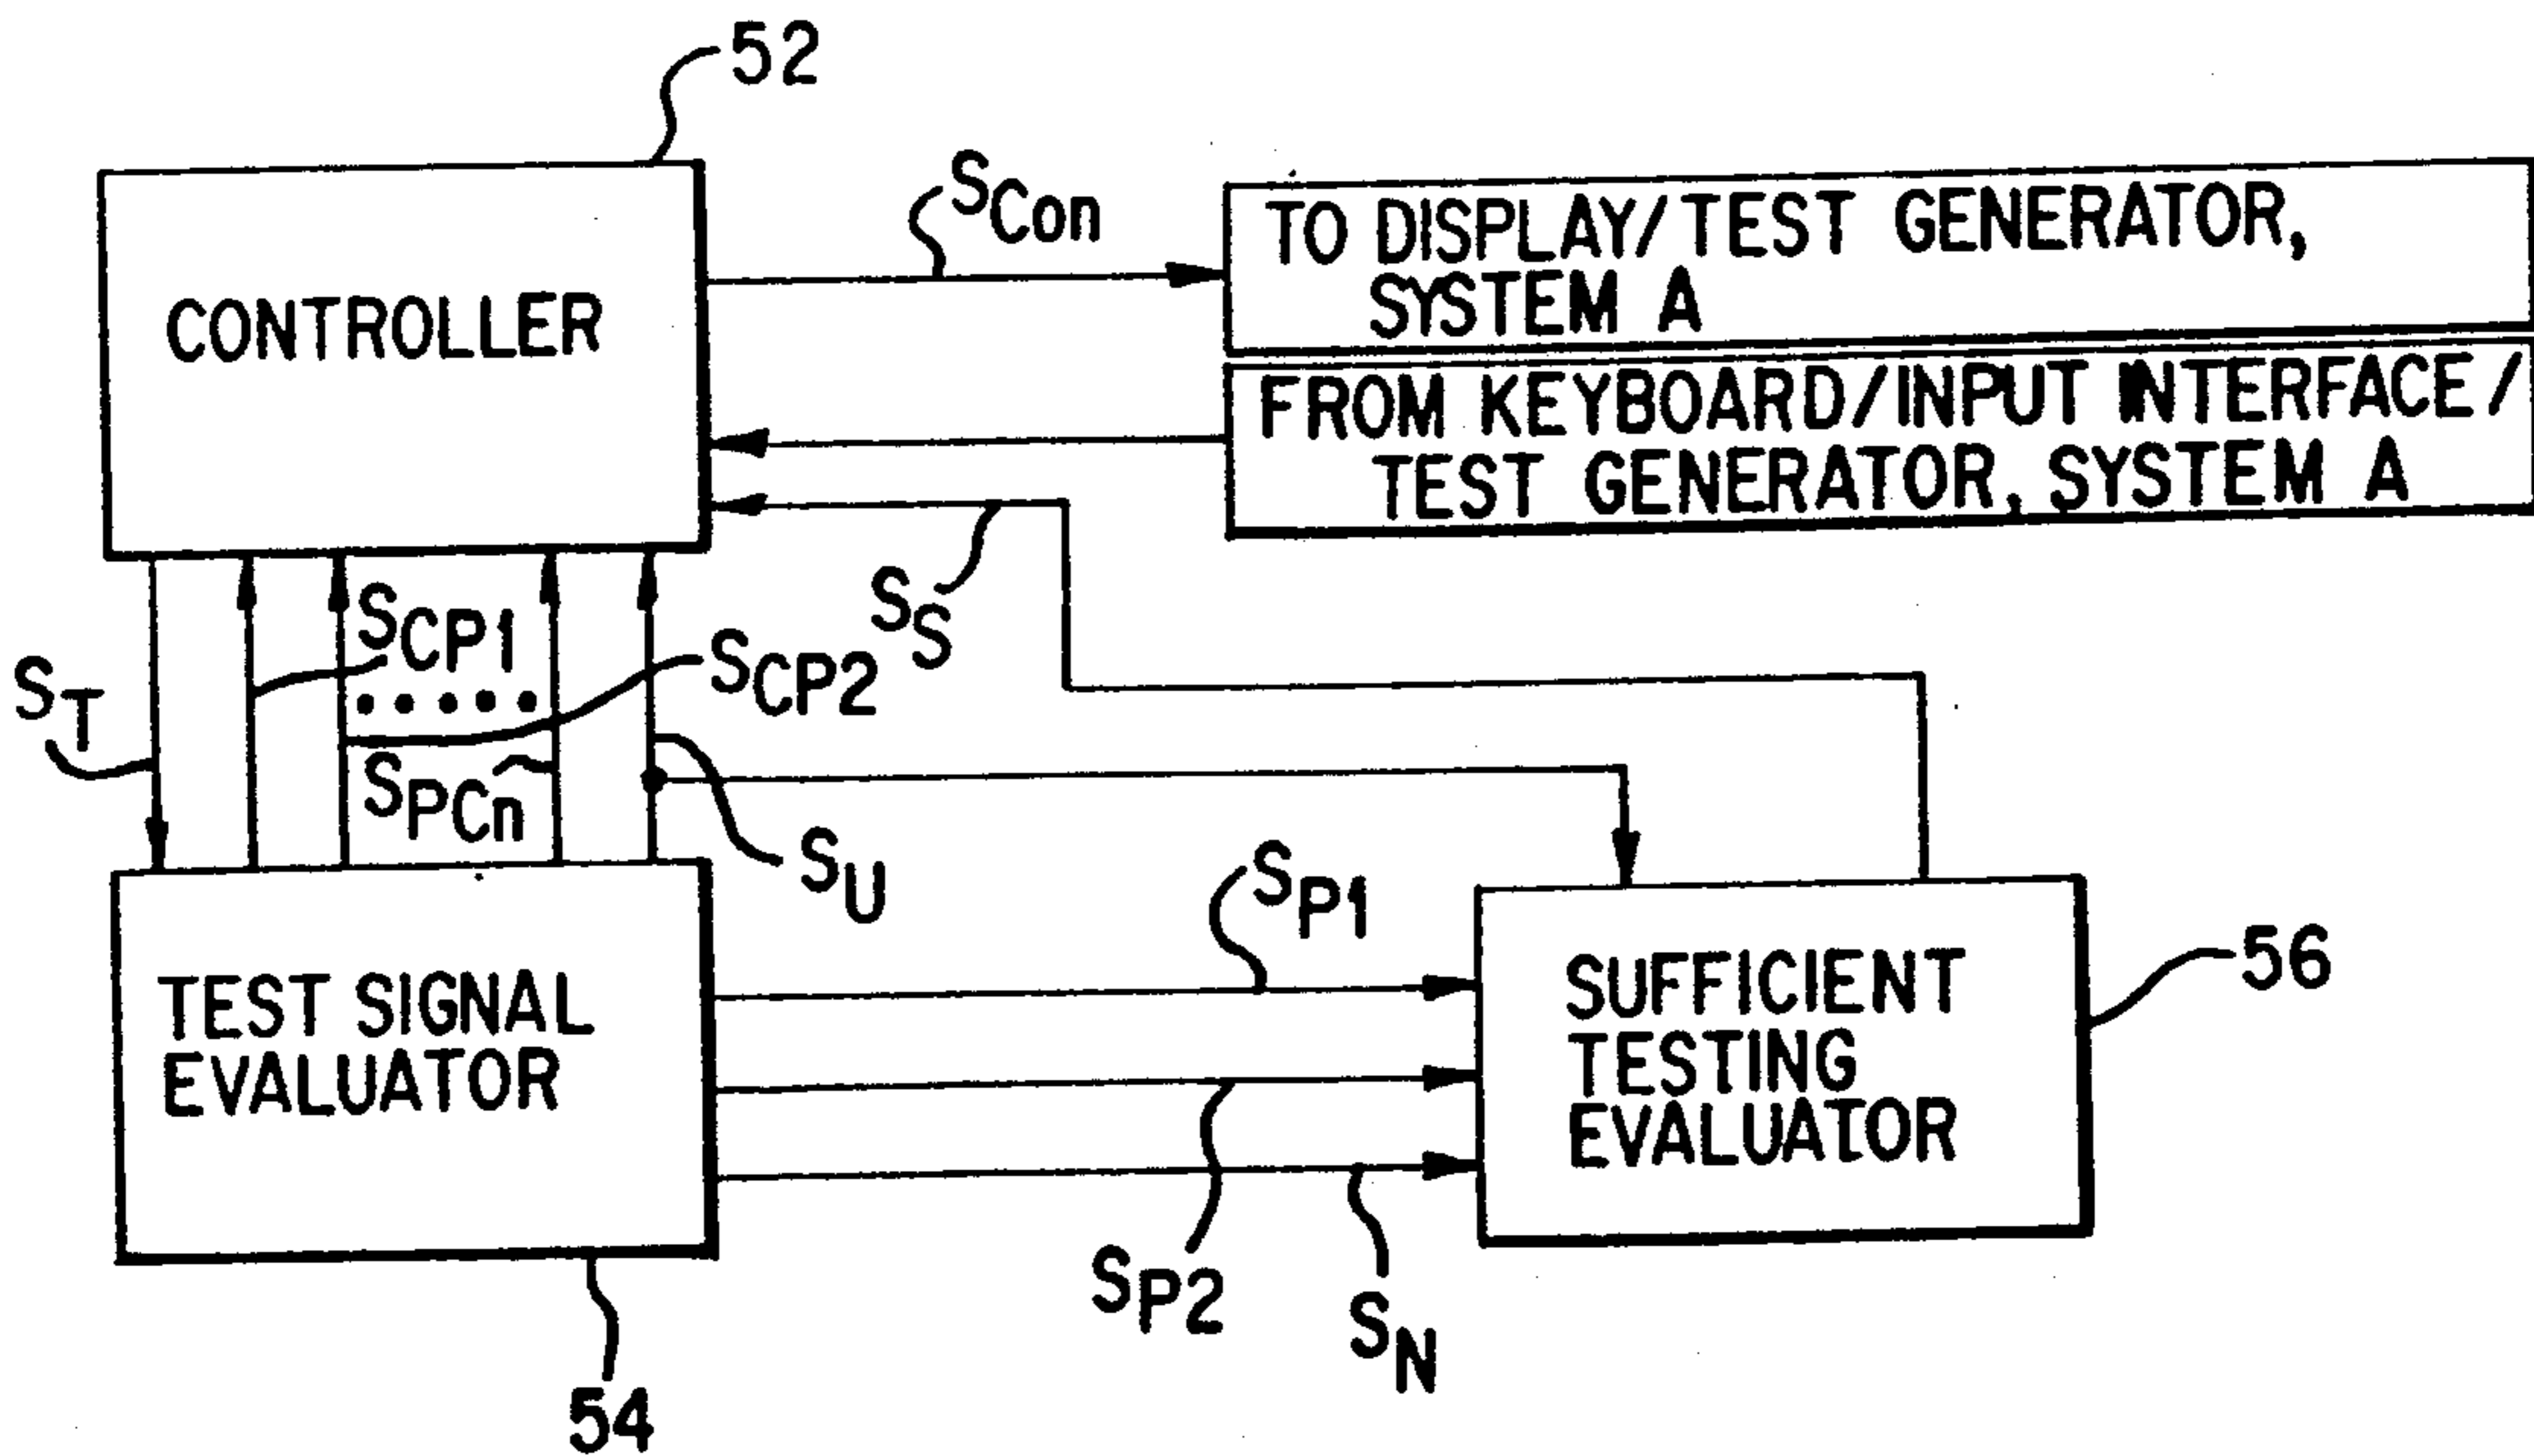 52
S_Con
TO DISPLAY/TEST GENERATOR,
SYSTEM A
CONTROLLER
FROM KEYBOARD/INPUT INTERFACE/
TEST GENERATOR, SYSTEM A
S_S
S_CP1
S_CP2
S_T
S_PCn
S_U
S_P1
TEST SIGNAL
EVALUATOR
SUFFICIENT
TESTING
EVALUATOR
56
S_P2
S_N
54